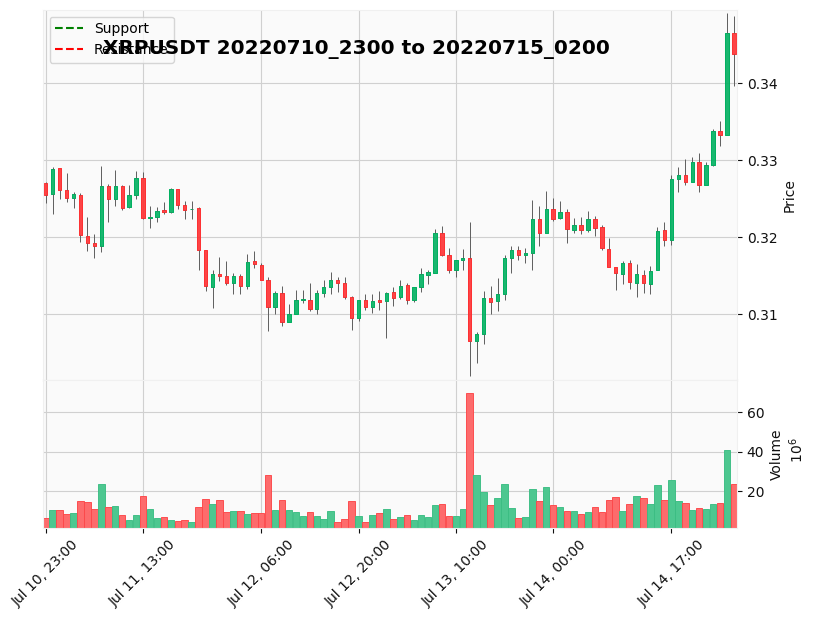 Support
Resistance
XRPUSDT 20220710_2300 to 20220715_0200
0.34
0.33
0.32
0.31
Price
60
40
20
Volume
10^6
Jul 10, 23:00
Jul 11, 13:00
Jul 12, 06:00
Jul 12, 20:00
Jul 13, 10:00
Jul 14, 00:00
Jul 14, 17:00